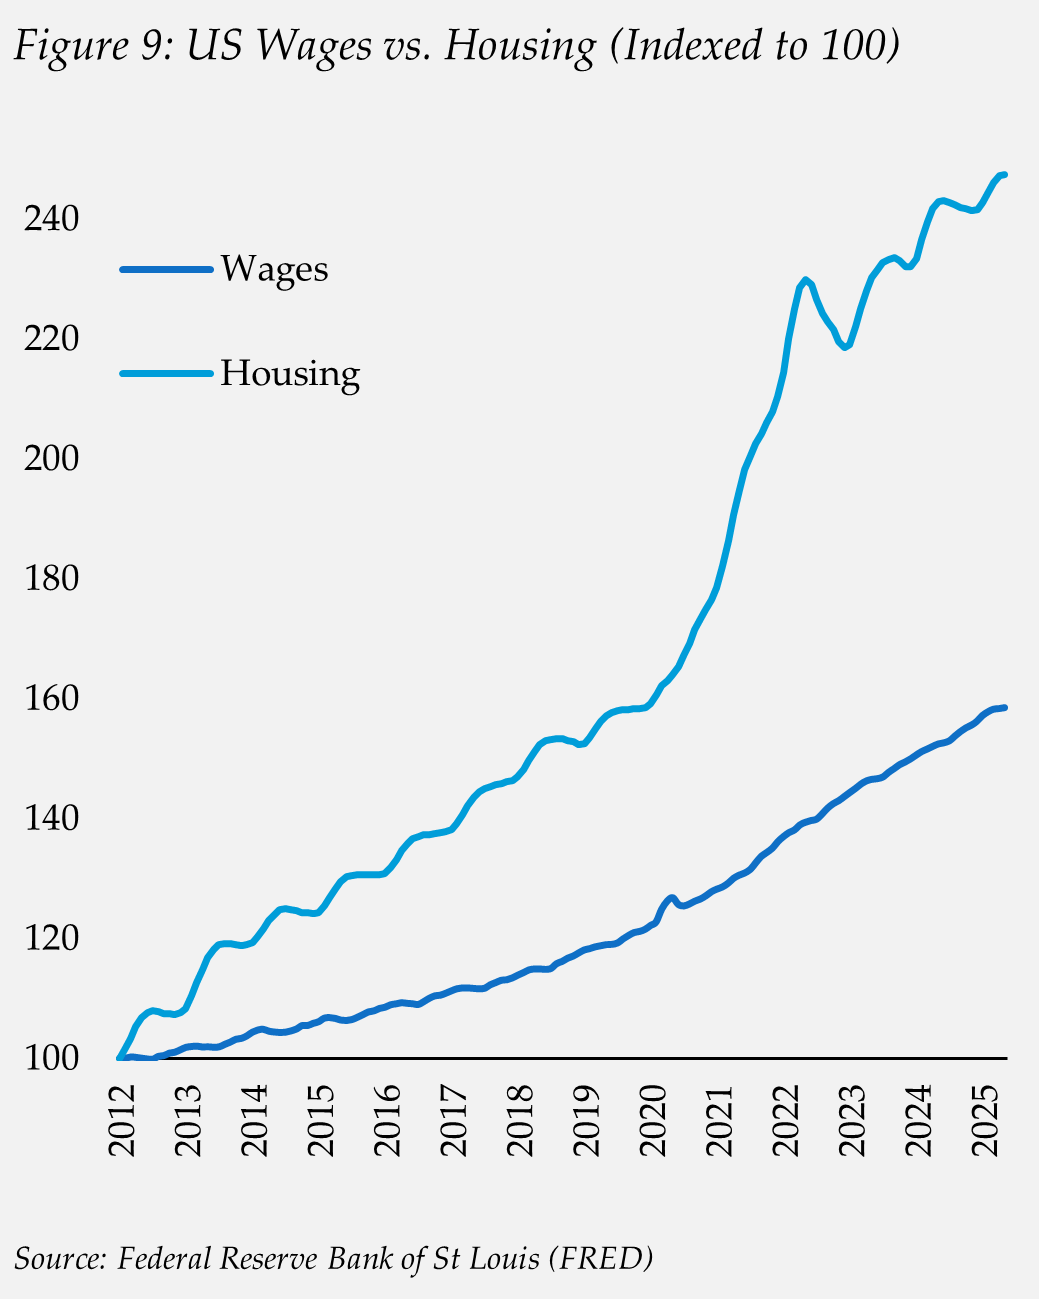 Figure 9: US Wages vs. Housing (Indexed to 100)
240
Wages
220
Housing
200
180
160
140
120
100
2012 2013 2014 2015 2016 2017 2018 2019 2020 2021 2022 2023 2024 2025
Source: Federal Reserve Bank of St Louis (FRED)